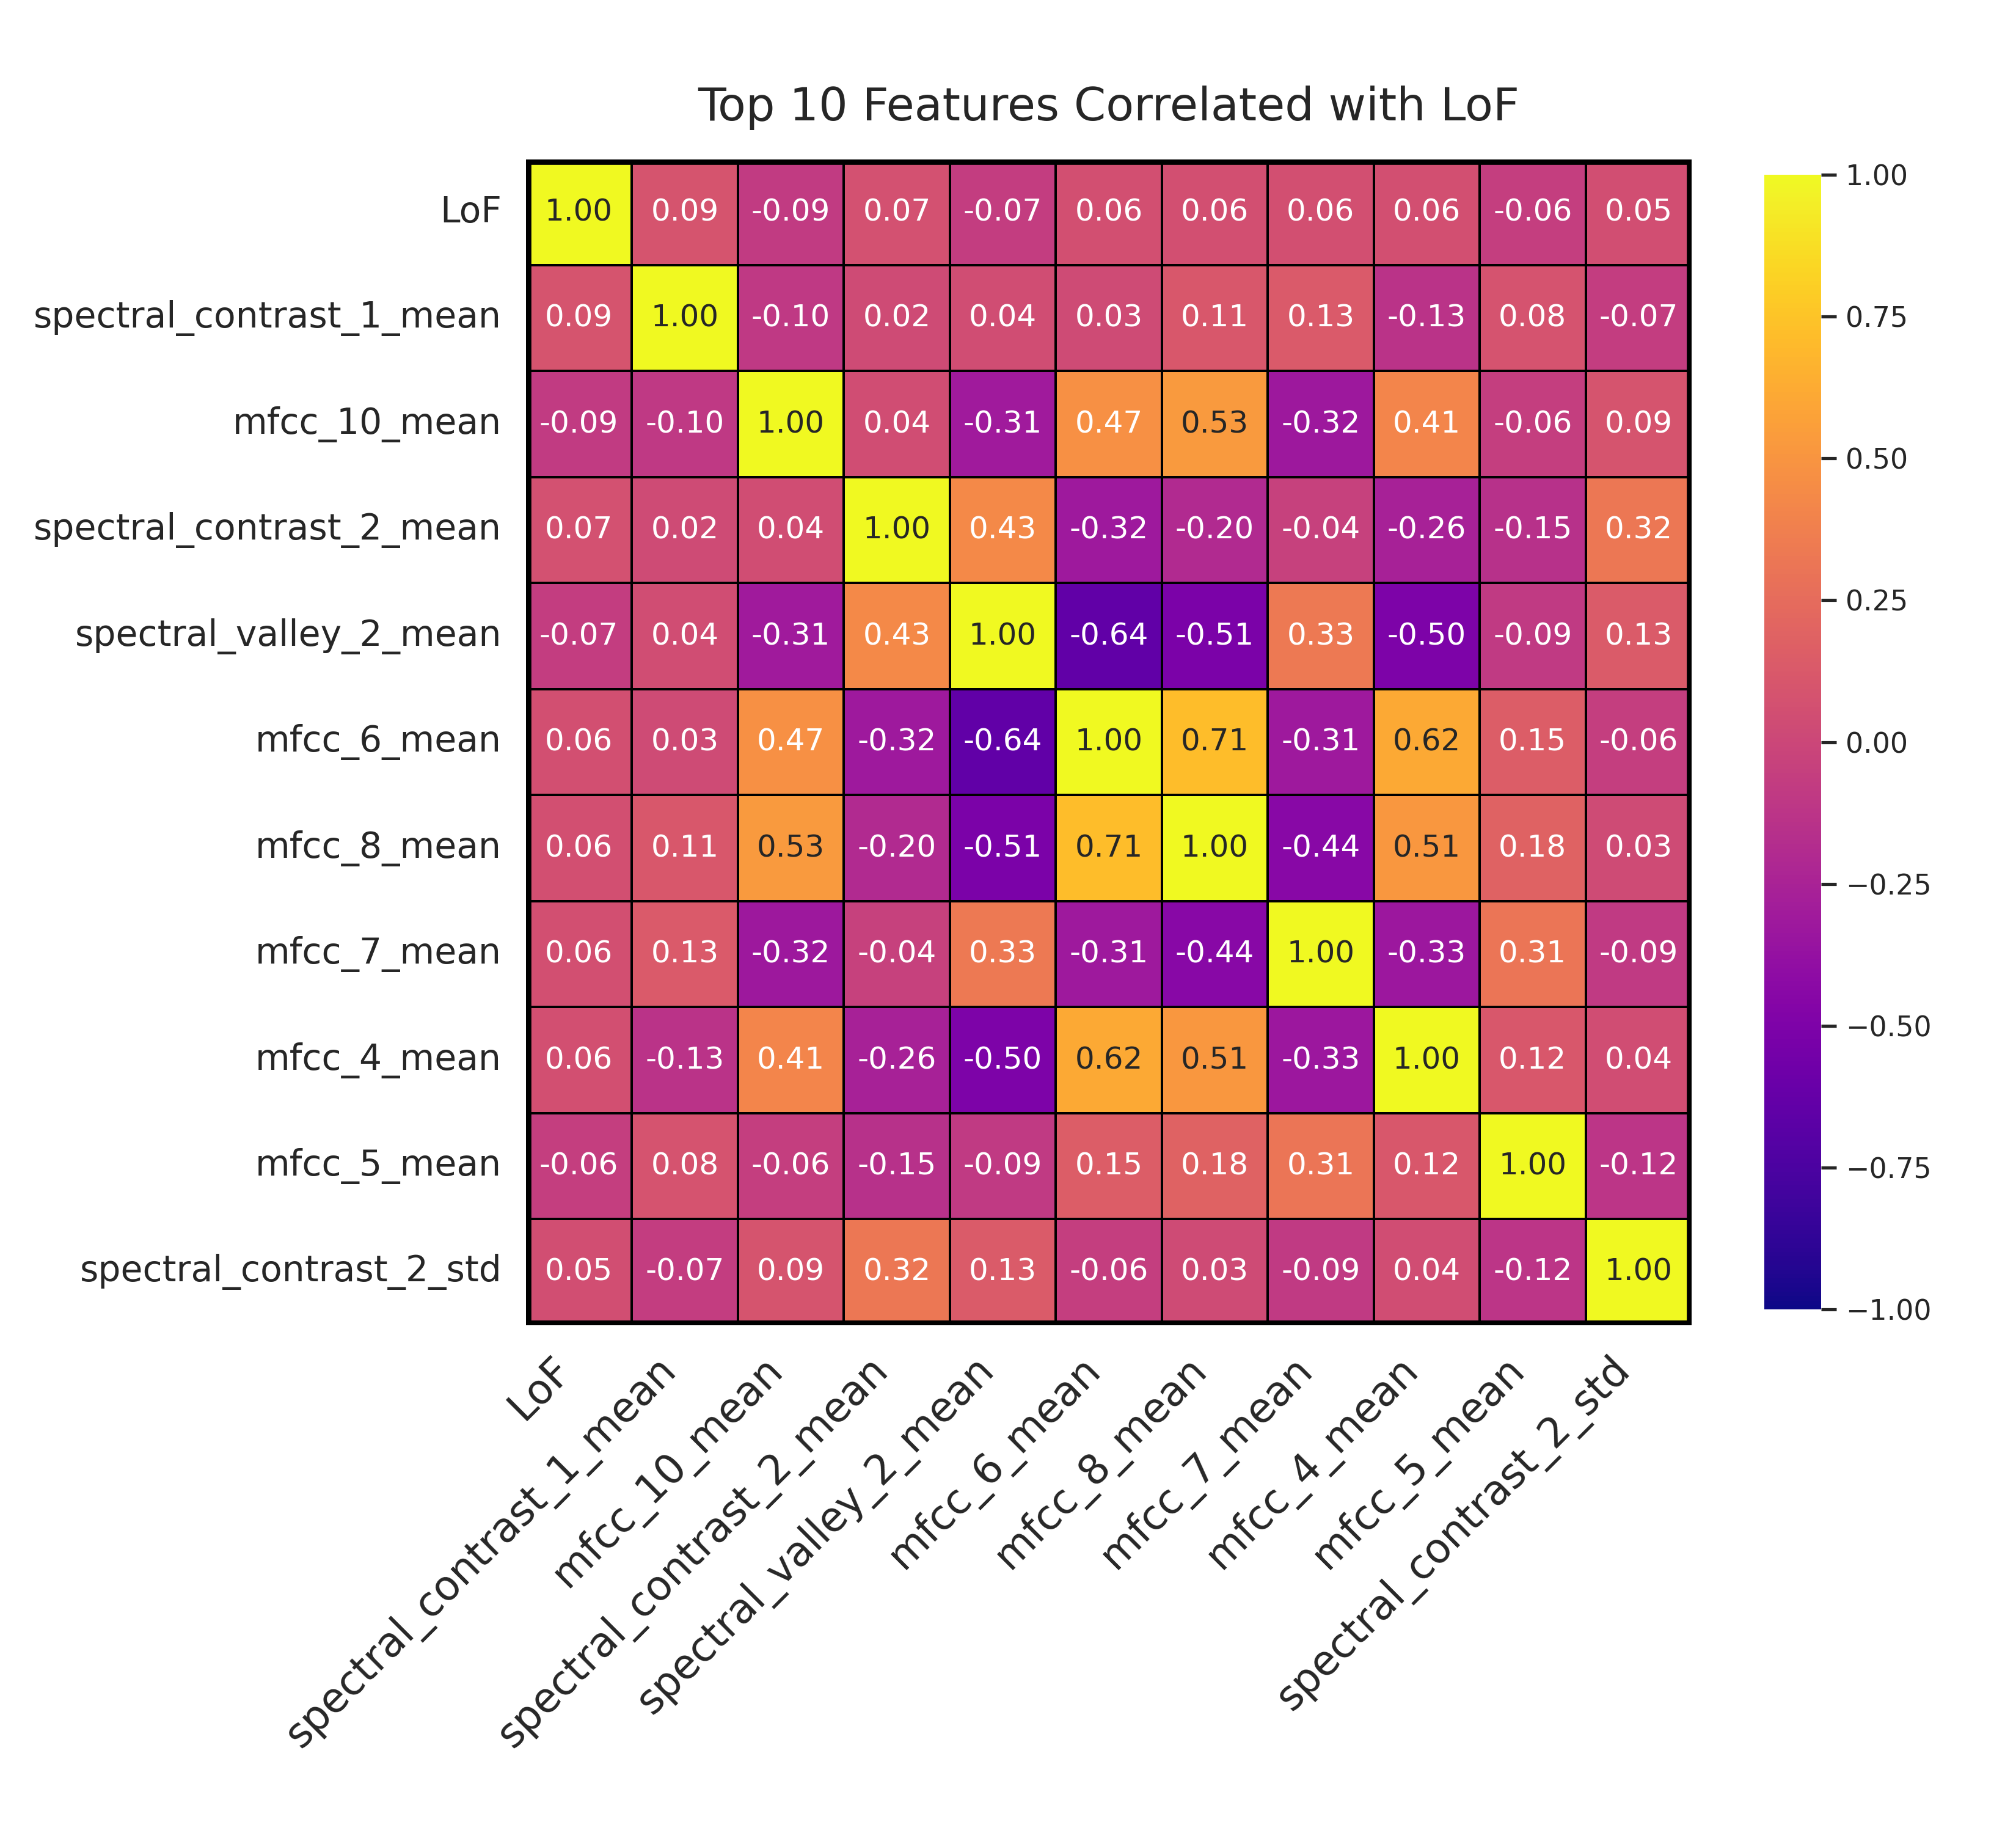 Top 10 Features Correlated with LoF
LoF 1.00 0.09 -0.09 0.07 -0.07 0.06 0.06 0.06 0.06 -0.06 0.05
spectral_contrast_1_mean 0.09 1.00 -0.10 0.02 0.04 0.03 0.11 0.13 -0.13 0.08 -0.07
mfcc_10_mean -0.09 -0.10 1.00 0.04 -0.31 0.47 0.53 -0.32 0.41 -0.06 0.09
spectral_contrast_2_mean 0.07 0.02 0.04 1.00 0.43 -0.32 -0.20 -0.04 -0.26 -0.15 0.32
spectral_valley_2_mean -0.07 0.04 -0.31 0.43 1.00 -0.64 -0.51 0.33 -0.50 -0.09 0.13
mfcc_6_mean 0.06 0.03 0.47 -0.32 -0.64 1.00 0.71 -0.31 0.62 0.15 -0.06
mfcc_8_mean 0.06 0.11 0.53 -0.20 -0.51 0.71 1.00 -0.44 0.51 0.18 0.03
mfcc_7_mean 0.06 0.13 -0.32 -0.04 0.33 -0.31 -0.44 1.00 -0.33 0.31 -0.09
mfcc_4_mean 0.06 -0.13 0.41 -0.26 -0.50 0.62 0.51 -0.33 1.00 0.12 0.04
mfcc_5_mean -0.06 0.08 -0.06 -0.15 -0.09 0.15 0.18 0.31 0.12 1.00 -0.12
spectral_contrast_2_std 0.05 -0.07 0.09 0.32 0.13 -0.06 0.03 -0.09 0.04 -0.12 1.00
LoF
spectral_contrast_1_mean
mfcc_10_mean
spectral_contrast_2_mean
spectral_valley_2_mean
mfcc_6_mean
mfcc_8_mean
mfcc_7_mean
mfcc_4_mean
mfcc_5_mean
spectral_contrast_2_std
1.00
0.75
0.50
0.25
0.00
−0.25
−0.50
−0.75
−1.00